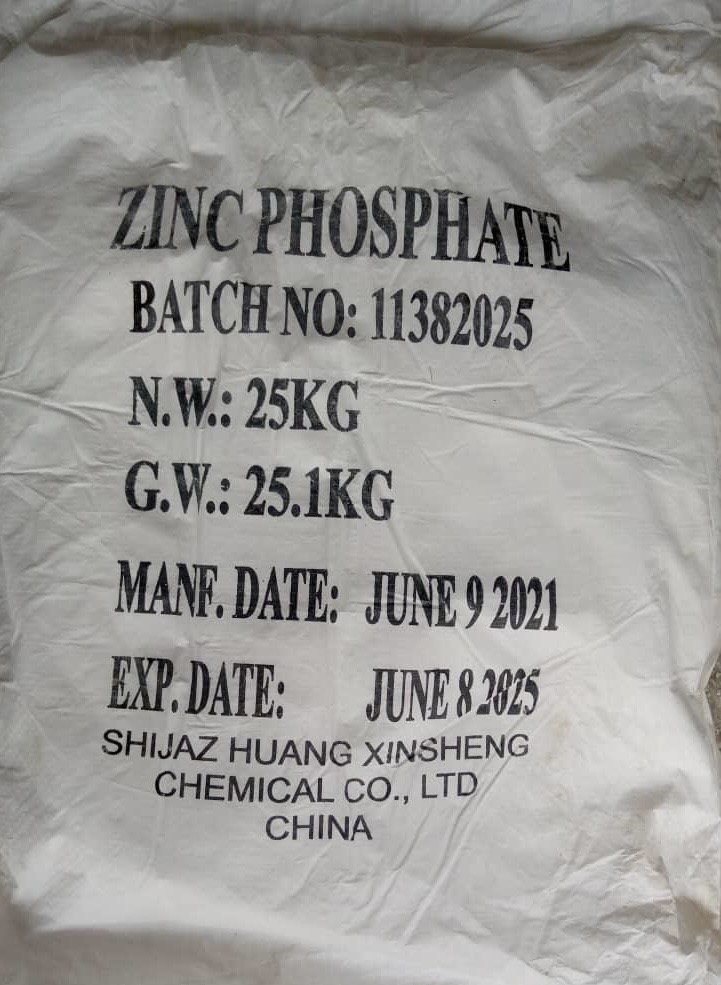 ZINC PHOSPHATE
BATCH NO: 11382025
N.W.: 25KG
G.W.: 25.1KG
MANF. DATE: JUNE 9 2021
EXP. DATE: JUNE 8 2025
SHIJAZ HUANG XINSHENG
CHEMICAL CO., LTD
CHINA